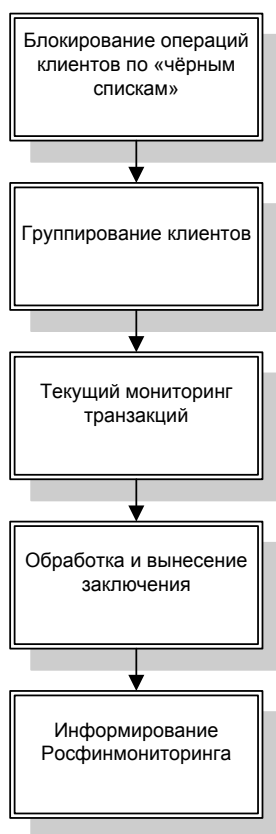 Блокирование операций
клиентов по «чёрным
спискам»
Группирование клиентов
Текущий мониторинг
транзакций
Обработка и вынесение
заключения
Информирование
Росфинмониторинга